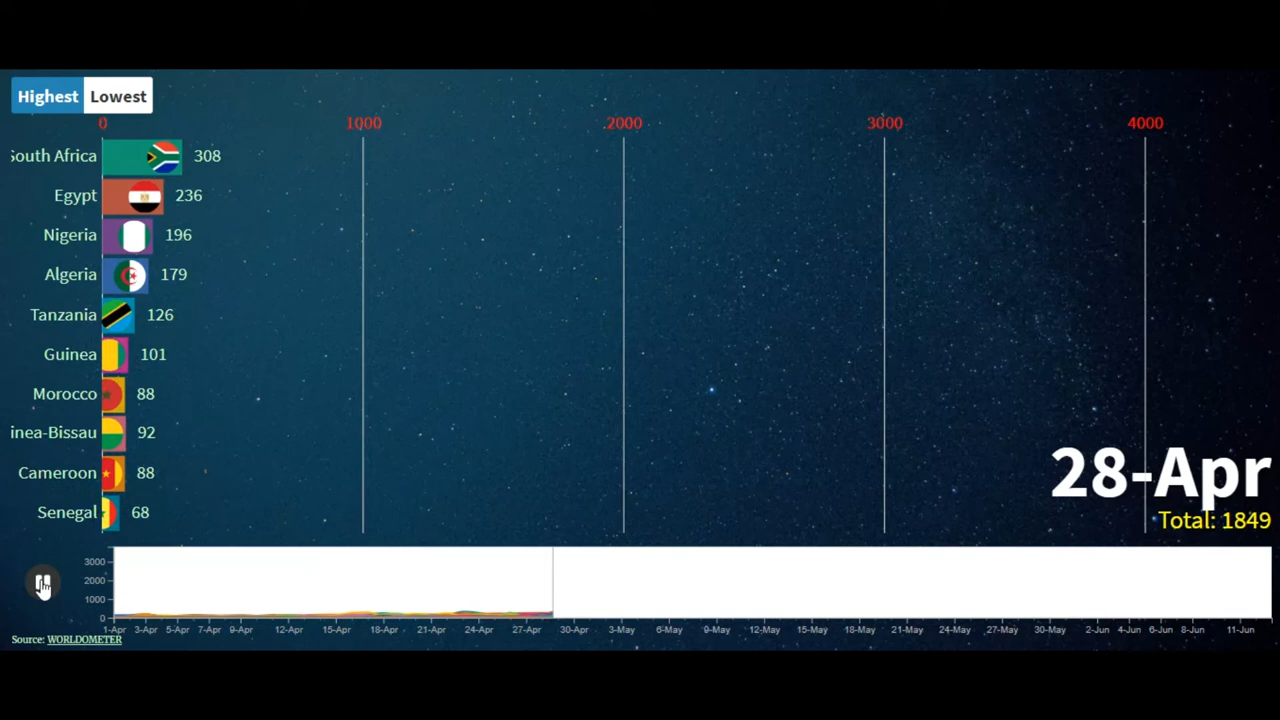 Highest Lowest
0 1000 2000 3000 4000
South Africa 308
Egypt 236
Nigeria 196
Algeria 179
Tanzania 126
Guinea 101
Morocco 88
inea-Bissau 92
Cameroon 88
Senegal 68
28-Apr
Total: 1849
3000
2000
1000
0
1-Apr 3-Apr 5-Apr 7-Apr 9-Apr 12-Apr 15-Apr 18-Apr 21-Apr 24-Apr 27-Apr 30-Apr 3-May 6-May 9-May 12-May 15-May 18-May 21-May 24-May 27-May 30-May 2-Jun 4-Jun 6-Jun 8-Jun 11-Jun
Source: WORLDOMETER